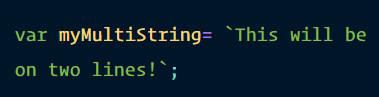 var myMultiString= `This will be
on two lines!`;